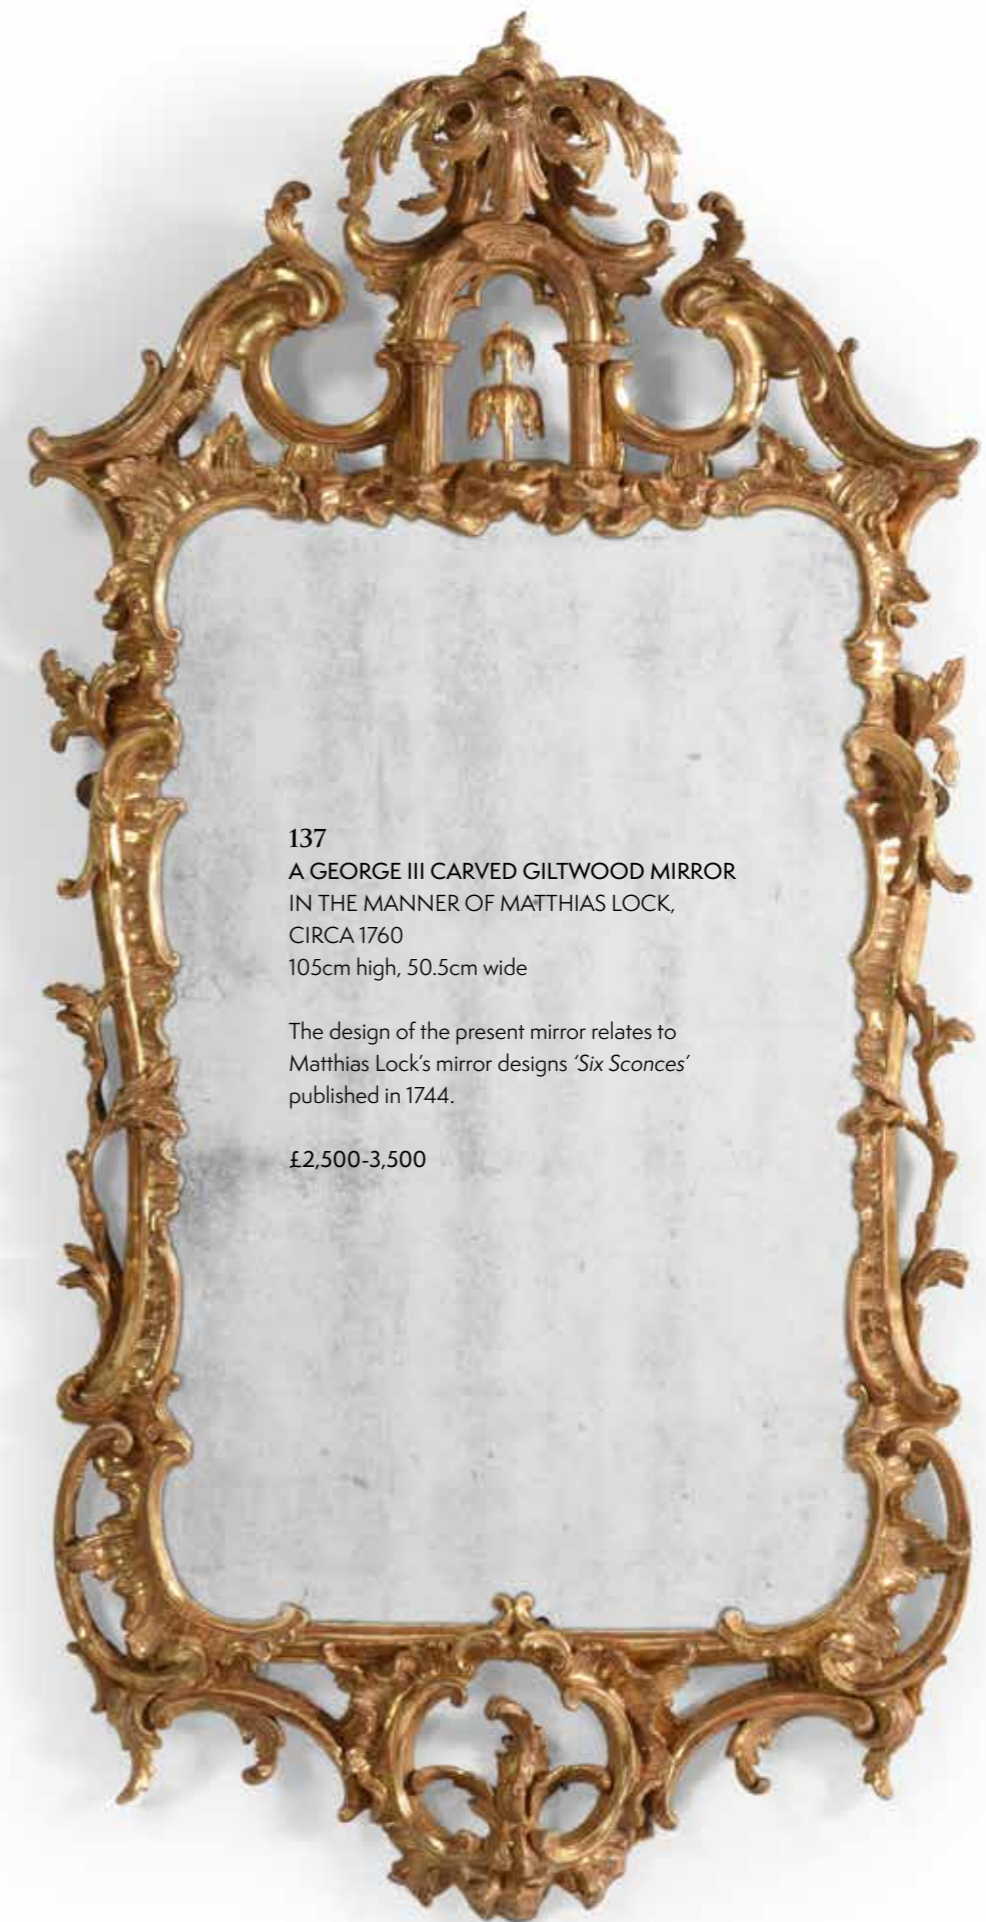 137
A GEORGE III CARVED GILTWOOD MIRROR
IN THE MANNER OF MATTHIAS LOCK,
CIRCA 1760
105cm high, 50.5cm wide
The design of the present mirror relates to
Matthias Lock's mirror designs ‘Six Sconces’
published in 1744.
£2,500-3,500